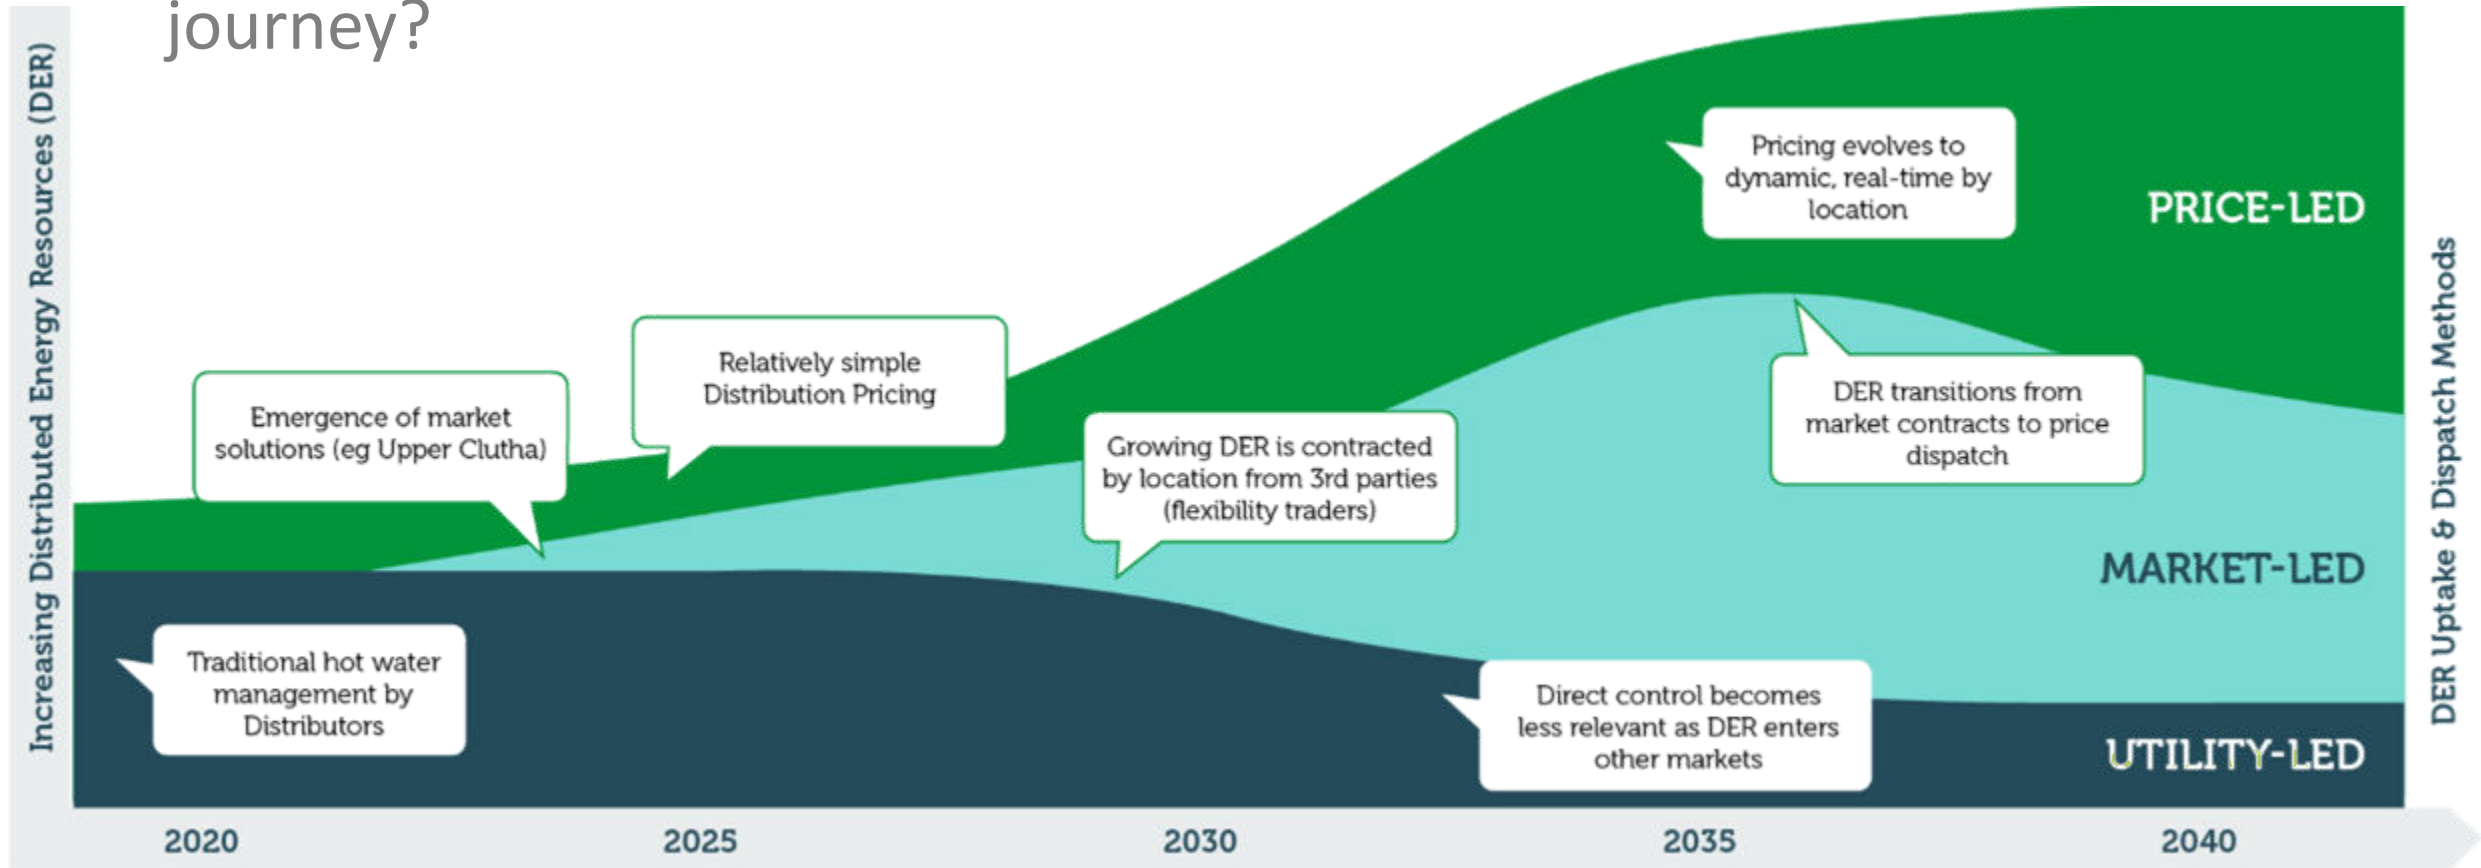 journey?
Increasing Distributed Energy Resources (DER)
Emergence of market
solutions (eg Upper Clutha)
Relatively simple
Distribution Pricing
Growing DER is contracted
by location from 3rd parties
(flexibility traders)
Pricing evolves to
dynamic, real-time by
location
DER transitions from
market contracts to price
dispatch
Traditional hot water
management by
Distributors
Direct control becomes
less relevant as DER enters
other markets
PRICE-LED
MARKET-LED
UTILITY-LED
DER Uptake & Dispatch Methods
2020 2025 2030 2035 2040